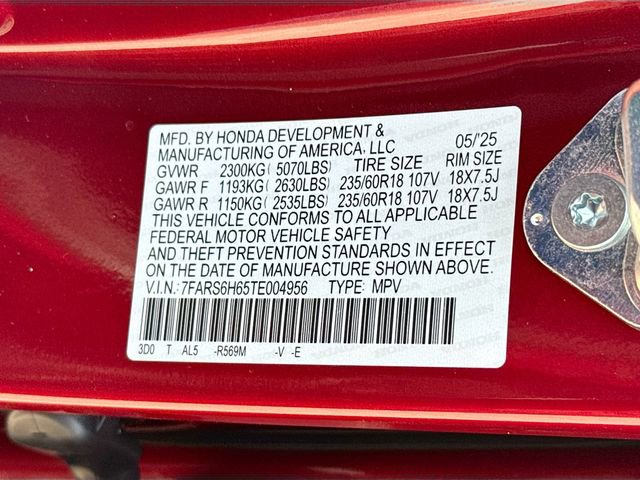 MFD. BY HONDA DEVELOPMENT & 05/'25
MANUFACTURING OF AMERICA, LLC
GVWR 2300KG(5070LBS) TIRE SIZE RIM SIZE
GAWR F 1193KG(2630LBS) 235/60R18 107V 18X7.5J
GAWR R 1150KG(2535LBS) 235/60R18 107V 18X7.5J
THIS VEHICLE CONFORMS TO ALL APPLICABLE
FEDERAL MOTOR VEHICLE SAFETY
AND THEFT PREVENTION STANDARDS IN EFFECT
ON THE DATE OF MANUFACTURE SHOWN ABOVE.
V.I.N.:7FARS6H65TE004956 TYPE: MPV
3D0 T AL5 -R569M -V -E